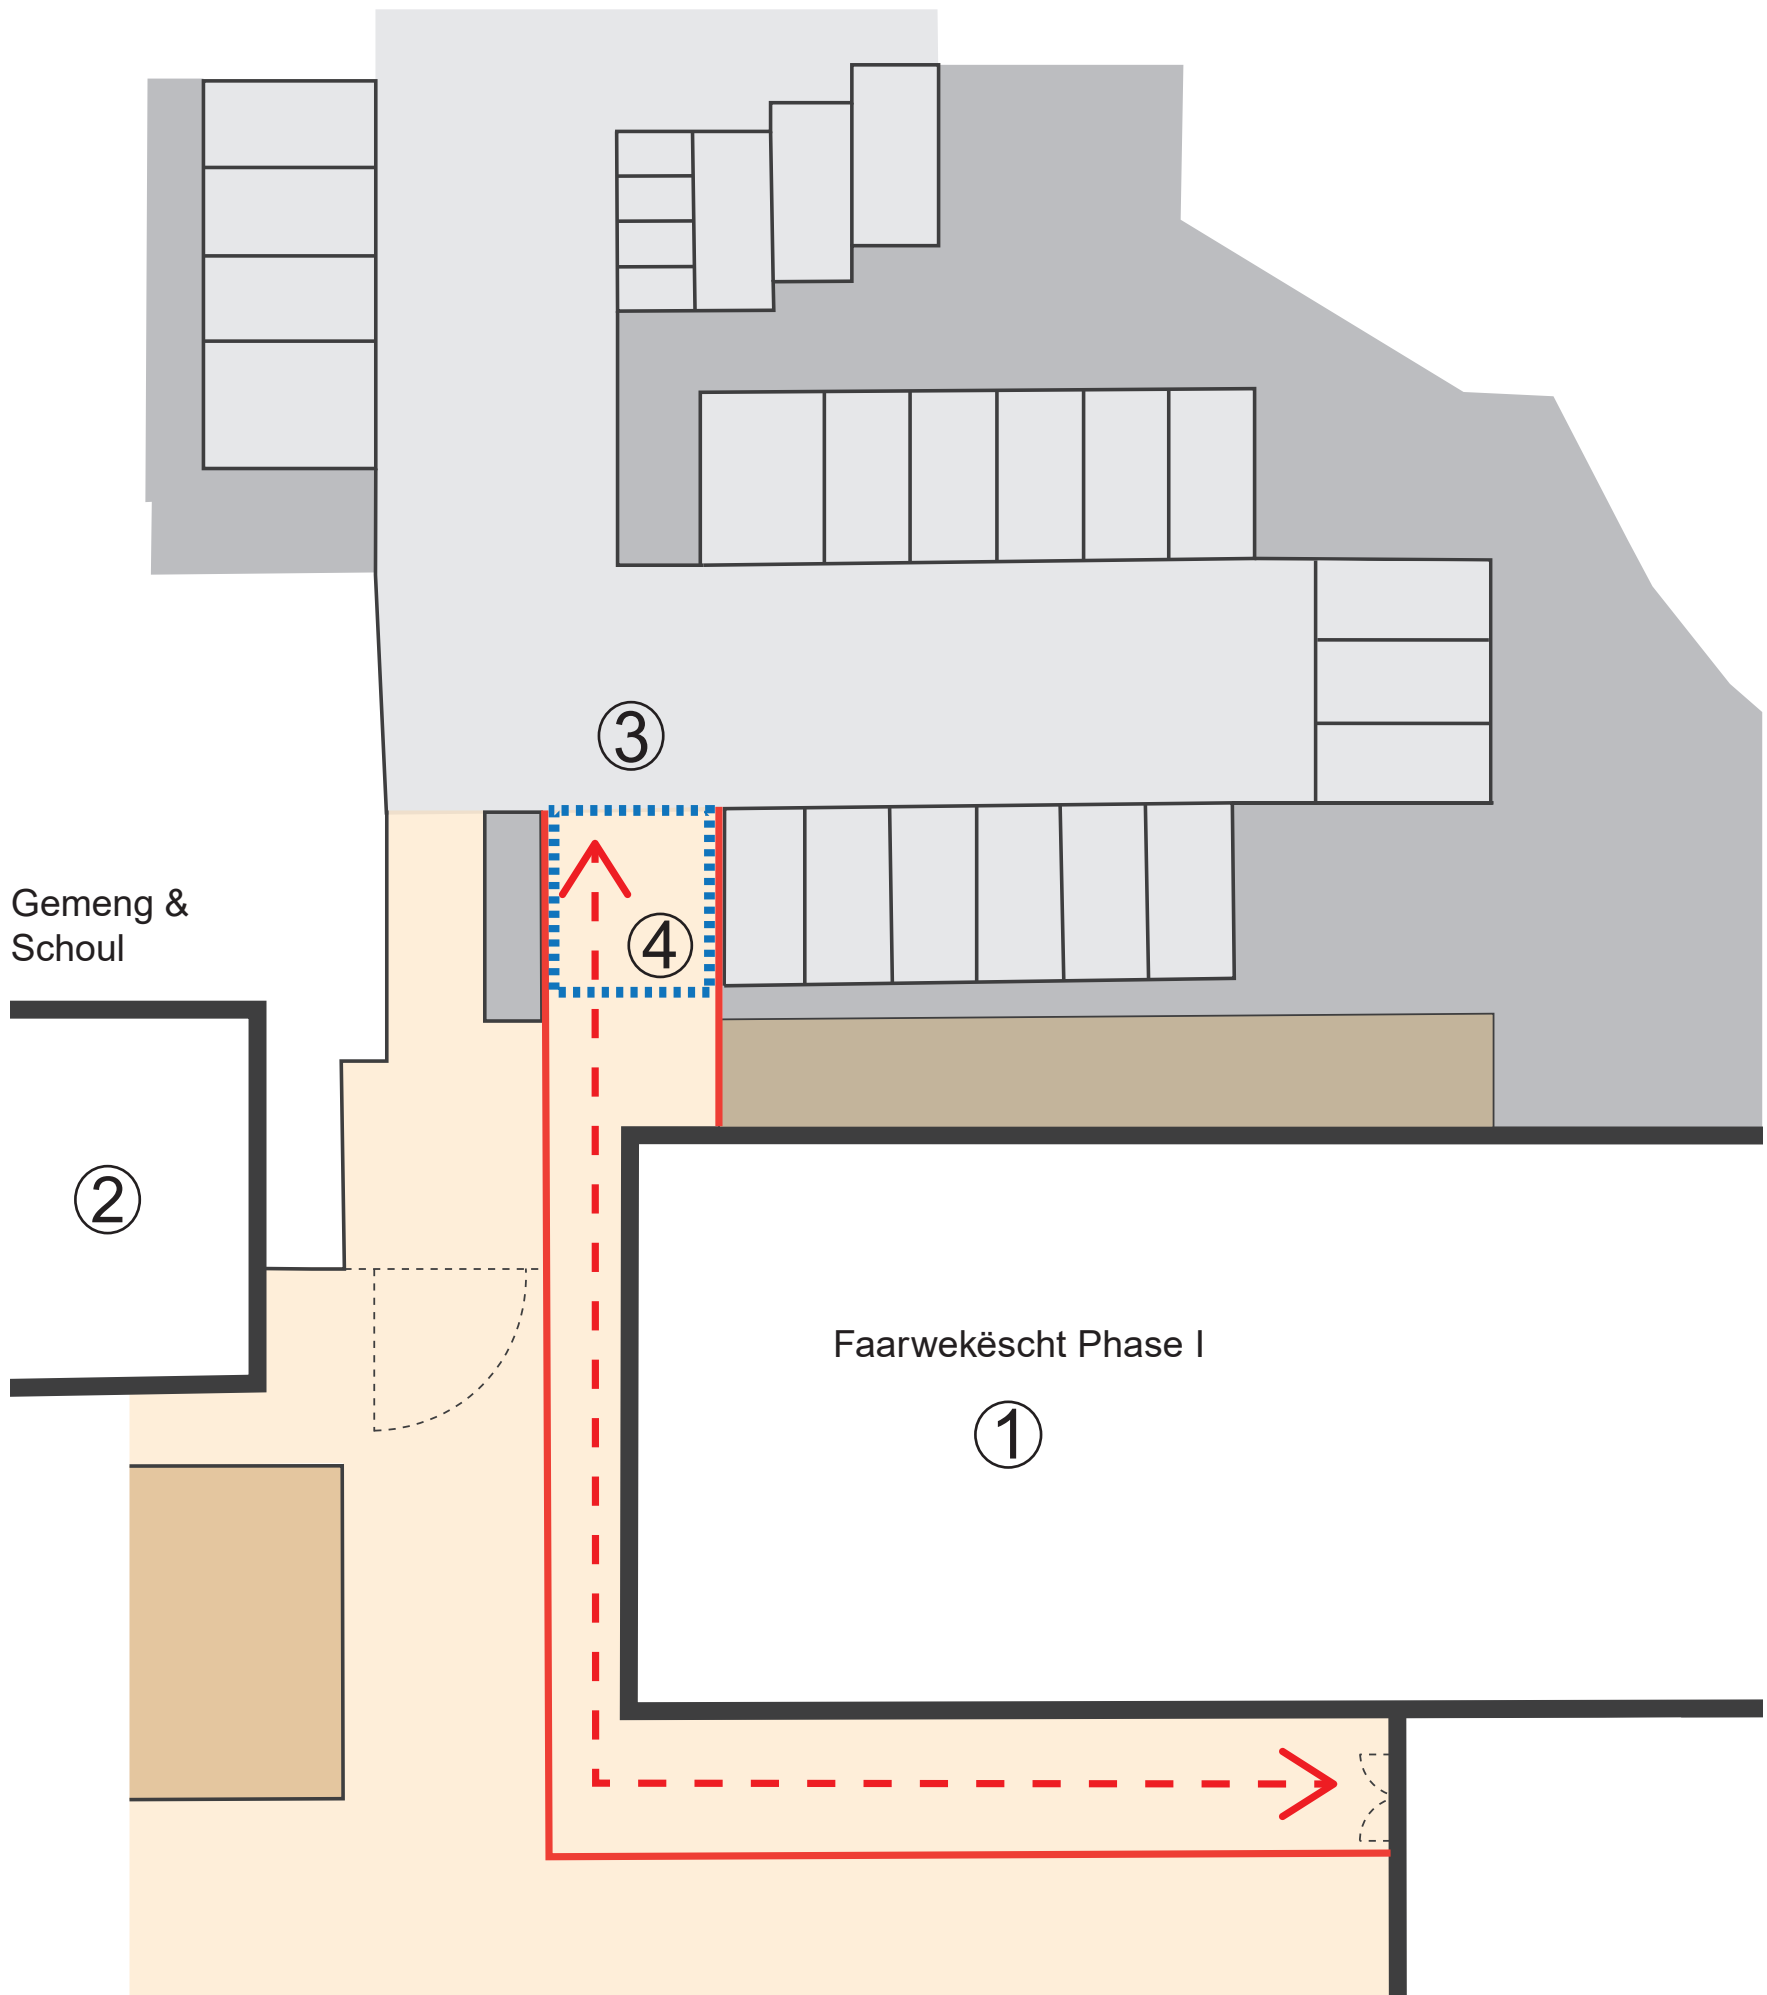 ③
④
Gemeng &
Schoul
②
Faarwekëscht Phase I
①